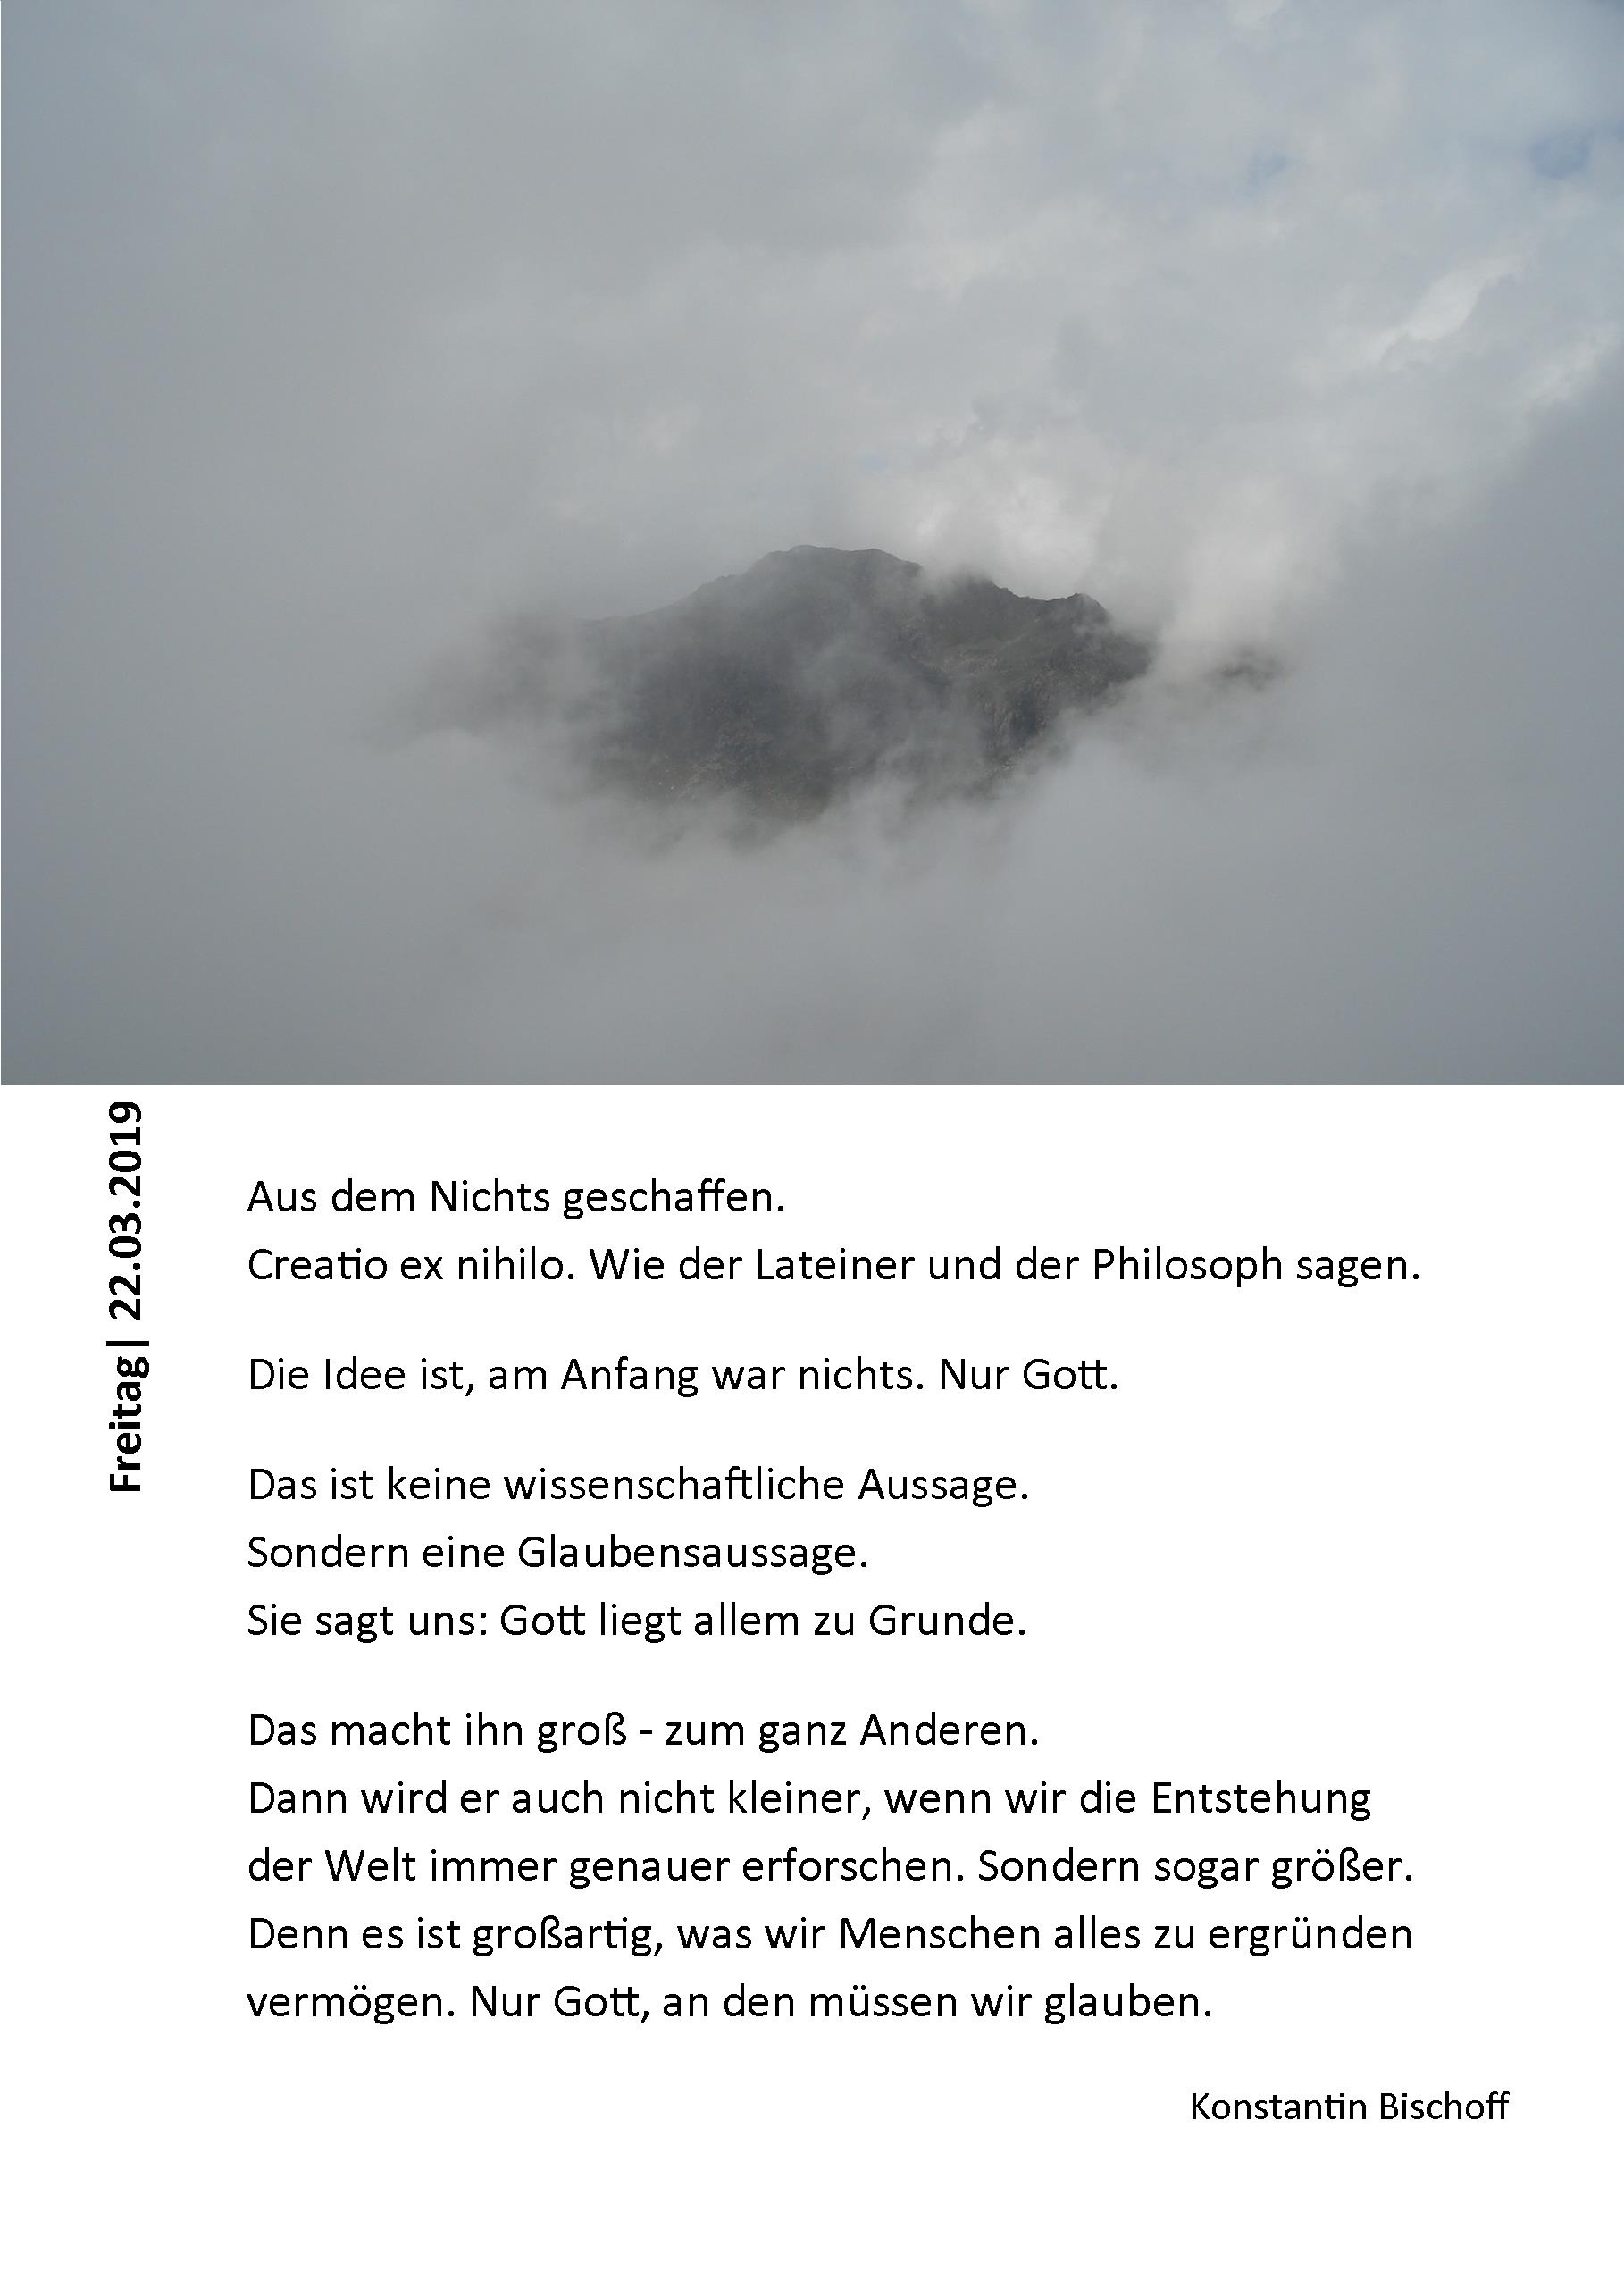 Freitag| 22.03.2019
Aus dem Nichts geschaffen.
Creatio ex nihilo. Wie der Lateiner und der Philosoph sagen.
Die Idee ist, am Anfang war nichts. Nur Gott.
Das ist keine wissenschaftliche Aussage.
Sondern eine Glaubensaussage.
Sie sagt uns: Gott liegt allem zu Grunde.
Das macht ihn groß - zum ganz Anderen.
Dann wird er auch nicht kleiner, wenn wir die Entstehung
der Welt immer genauer erforschen. Sondern sogar größer.
Denn es ist großartig, was wir Menschen alles zu ergründen
vermögen. Nur Gott, an den müssen wir glauben.
Konstantin Bischoff